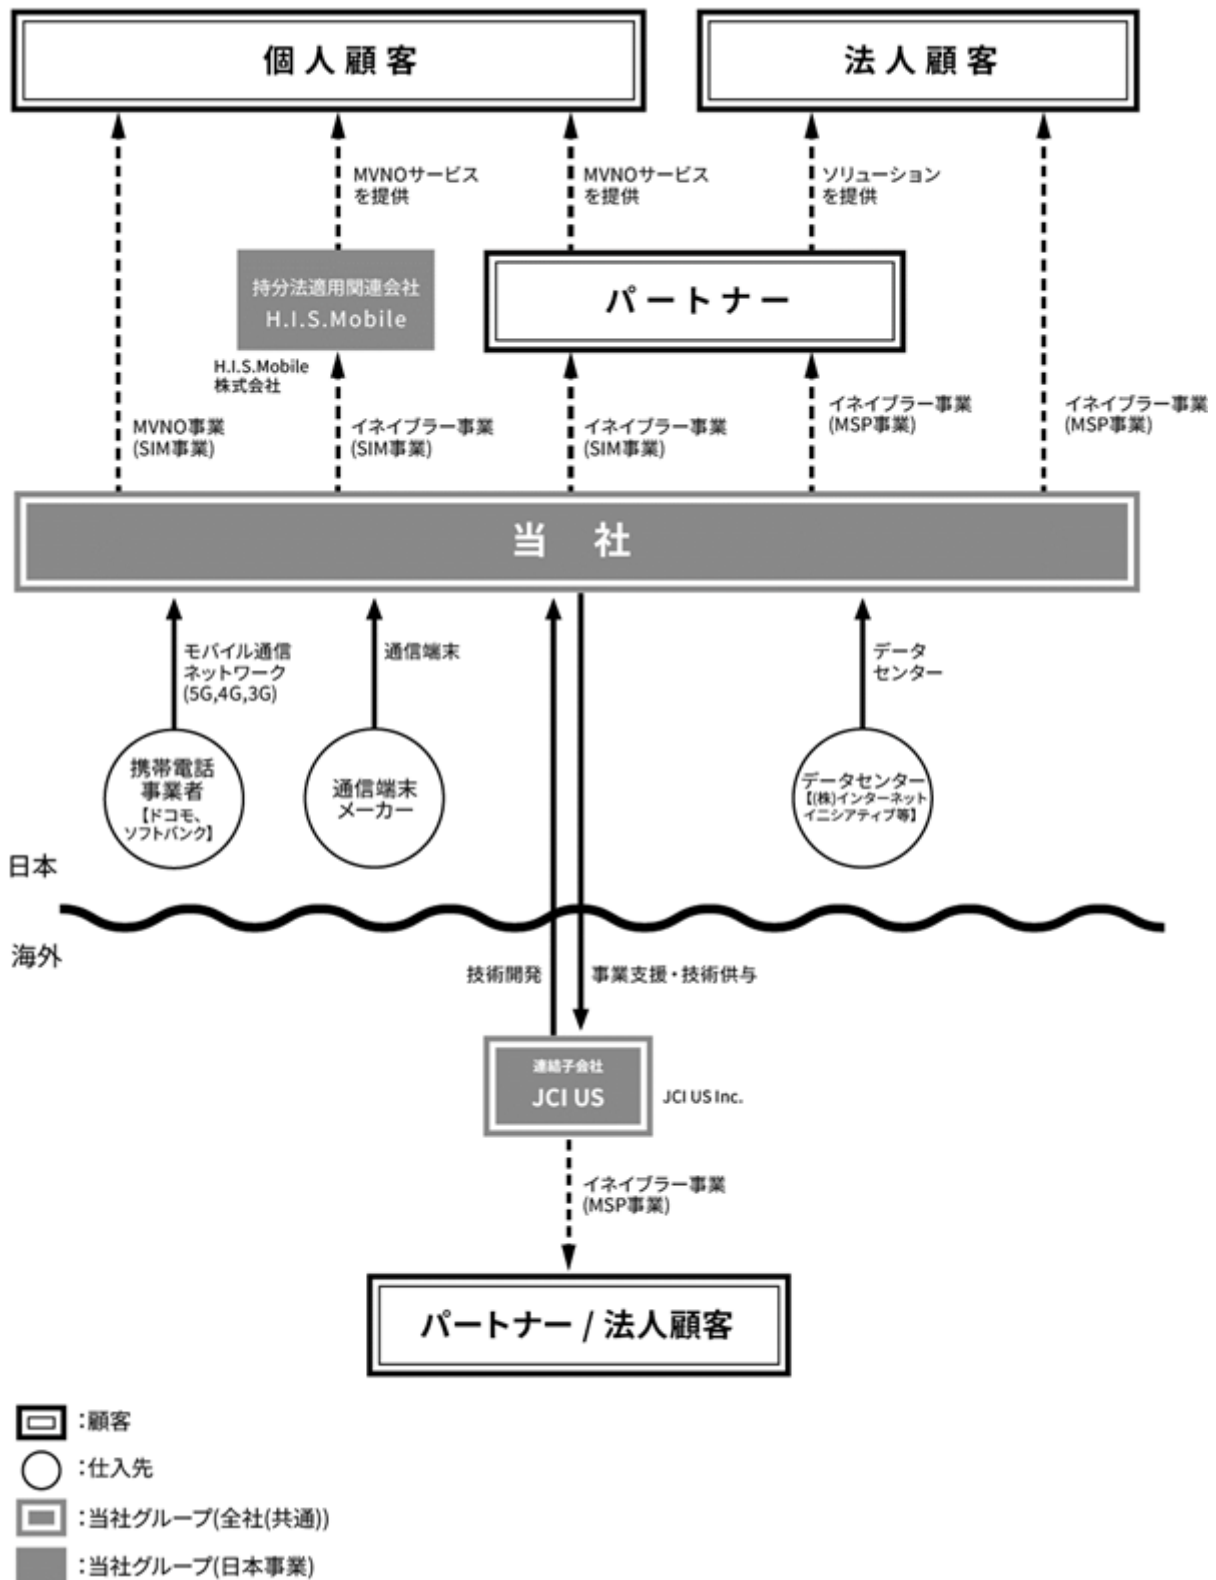 個人顧客
法人顧客
MVNOサービス
を提供
MVNOサービス
を提供
ソリューション
を提供
持分法適用関連会社
H.I.S.Mobile
パートナー
H.I.S.Mobile
株式会社
MVNO事業
(SIM事業)
イネイブラー事業
(SIM事業)
イネイブラー事業
(SIM事業)
イネイブラー事業
(MSP事業)
イネイブラー事業
(MSP事業)
当社
モバイル通信
ネットワーク
(5G,4G,3G)
通信端末
データ
センター
携帯電話
事業者
【ドコモ、
ソフトバンク】
通信端末
メーカー
データセンター
【(株)インターネット
イニシアティブ等】
日本
海外
技術開発
事業支援・技術供与
連結子会社
JCI US
JCI US Inc.
イネイブラー事業
(MSP事業)
パートナー / 法人顧客
：顧客
：仕入先
：当社グループ(全社(共通))
：当社グループ(日本事業)